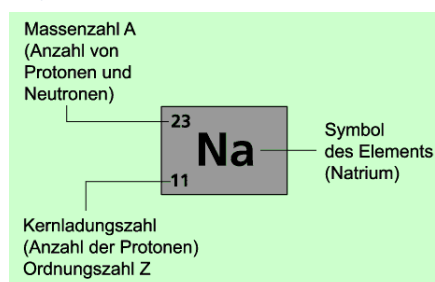 Massenzahl A
(Anzahl von
Protonen und
Neutronen)
23
Na
11
Symbol
des Elements
(Natrium)
Kernladungszahl
(Anzahl der Protonen)
Ordnungszahl Z